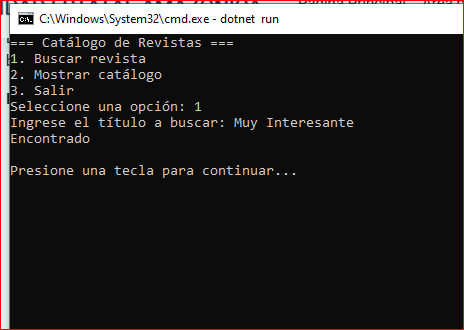 C:\Windows\System32\cmd.exe - dotnet run
=== Catálogo de Revistas ===
1. Buscar revista
2. Mostrar catálogo
3. Salir
Seleccione una opción: 1
Ingrese el título a buscar: Muy Interesante
Encontrado
Presione una tecla para continuar...